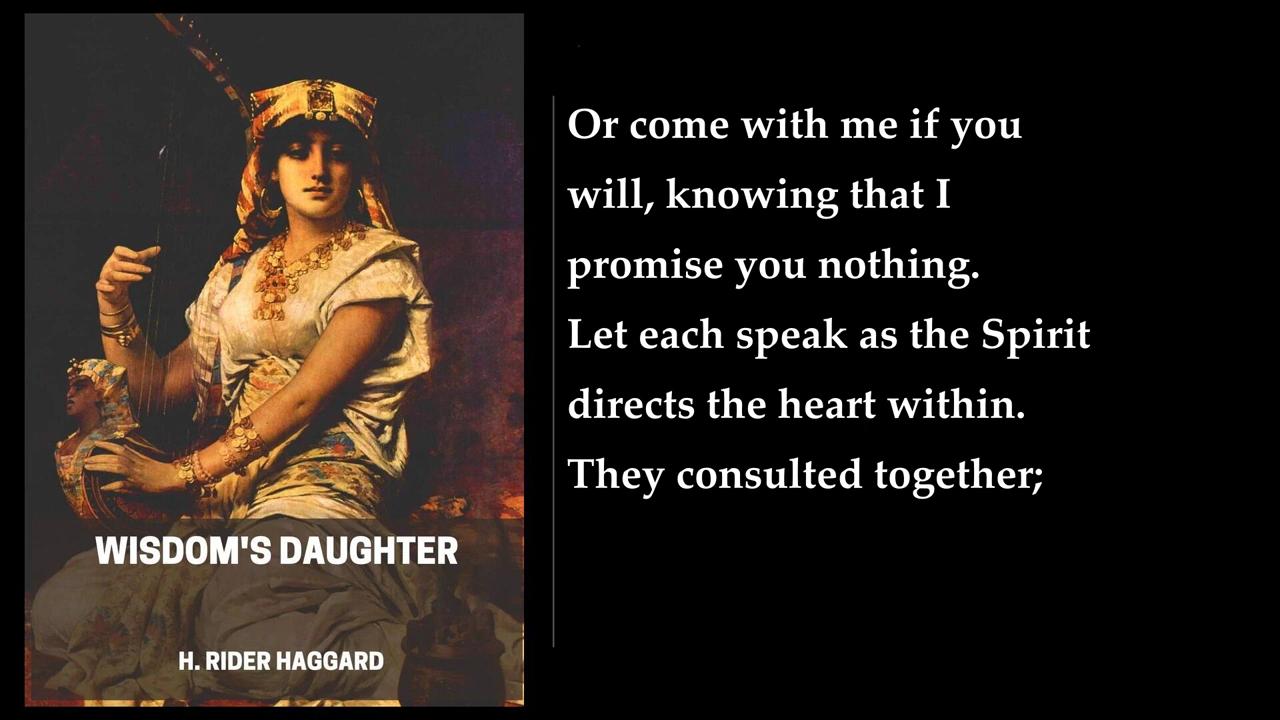 WISDOM'S DAUGHTER
H. RIDER HAGGARD
Or come with me if you
will, knowing that I
promise you nothing.
Let each speak as the Spirit
directs the heart within.
They consulted together;